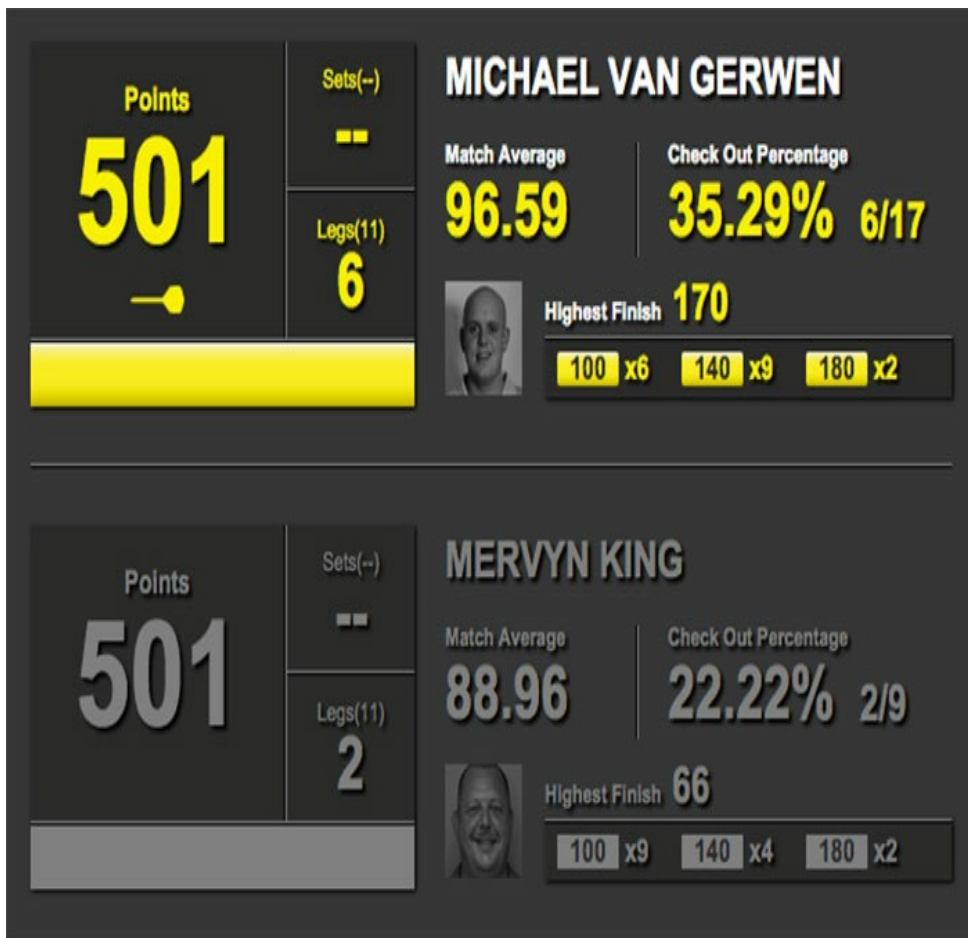 MICHAEL VAN GERWEN
Points
501
Sets(--)
--
Legs(11)
6
Match Average
96.59
Check Out Percentage
35.29% 6/17
Highest Finish 170
100 x6 140 x9 180 x2
MERVYN KING
Points
501
Sets(--)
--
Legs(11)
2
Match Average
88.96
Check Out Percentage
22.22% 2/9
Highest Finish 66
100 x9 140 x4 180 x2